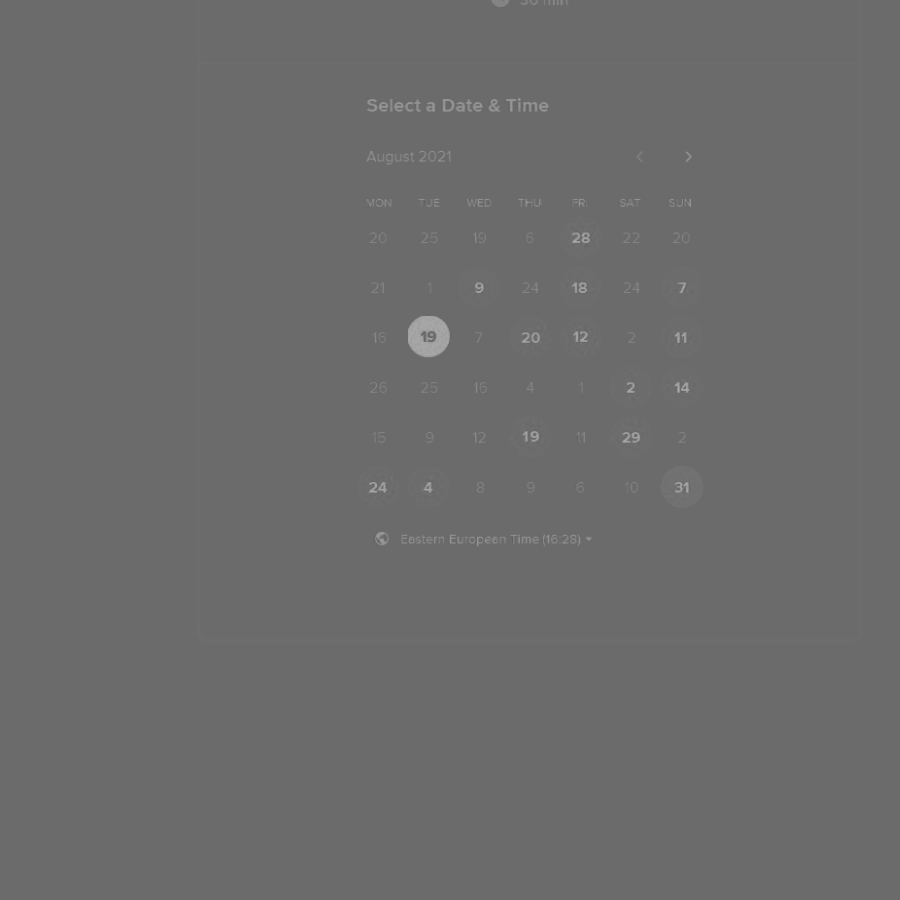 30 min
Select a Date & Time
August 2021
MON TUE WED THU FRI SAT SUN
20 25 19 6 28 22 20
21 1 9 24 18 24 7
16 19 7 20 12 2 11
26 25 16 4 1 2 14
15 9 12 19 11 29 2
24 4 8 9 6 10 31
Eastern European Time (16:28)